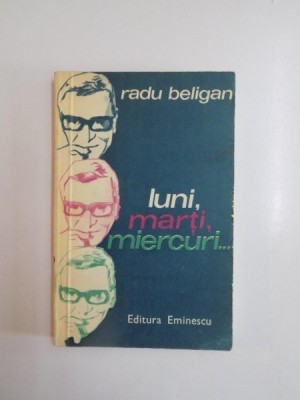 radu beligan
luni,
marți,
miercuri...
Editura Eminescu